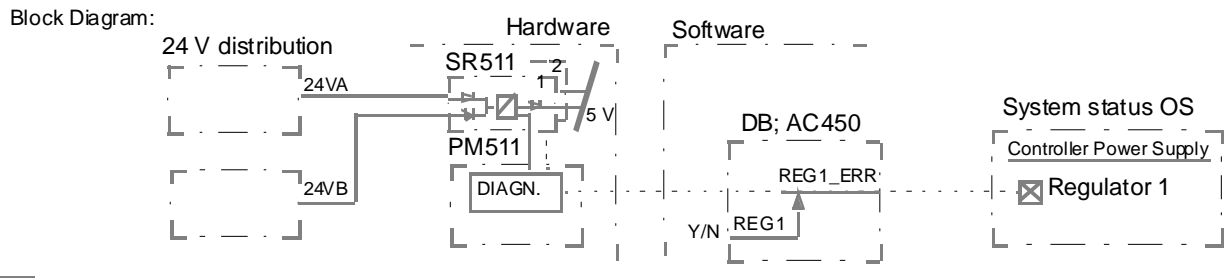 Block Diagram:
Hardware
Software
24 V distribution
SR511
2
1
24VA
5 V
System status OS
DB; AC450
PM511
Controller Power Supply
REG1_ERR
24VB
DIAGN.
Regulator 1
Y/N
REG1